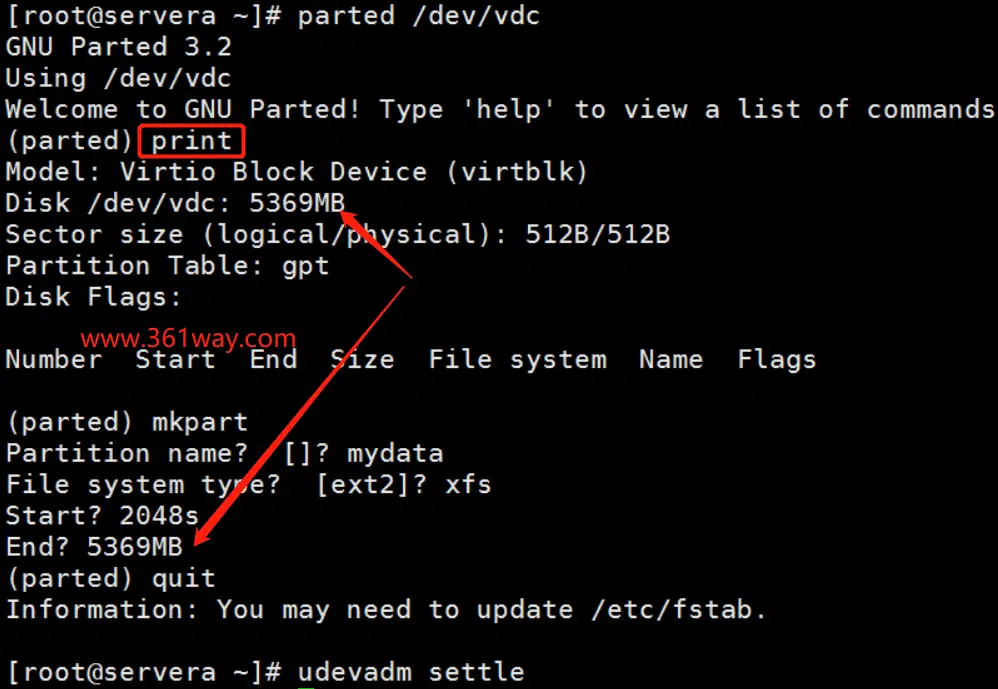 [root@servera ~]# parted /dev/vdc
GNU Parted 3.2
Using /dev/vdc
Welcome to GNU Parted! Type 'help' to view a list of commands
(parted) print
Model: Virtio Block Device (virtblk)
Disk /dev/vdc: 5369MB
Sector size (logical/physical): 512B/512B
Partition Table: gpt
Disk Flags:
www.361way.com
Number  Start  End  Size  File system  Name  Flags
(parted) mkpart
Partition name?  []? mydata
File system type?  [ext2]? xfs
Start? 2048s
End? 5369MB
(parted) quit
Information: You may need to update /etc/fstab.
[root@servera ~]# udevadm settle